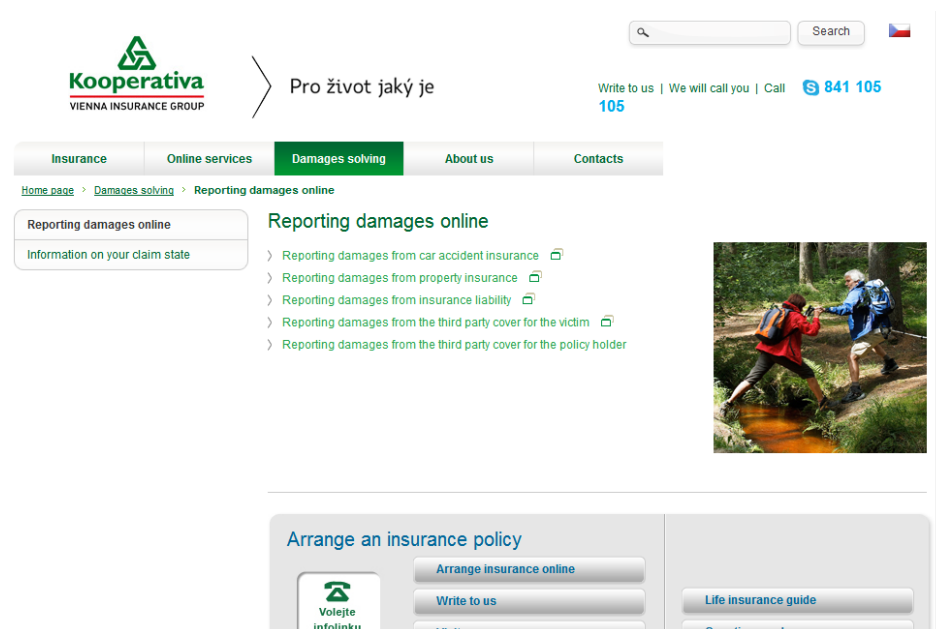 Search
Kooperativa
VIENNA INSURANCE GROUP
Pro život jaký je
Write to us | We will call you | Call 841 105
105
Insurance Online services Damages solving About us Contacts
Home page > Damages solving > Reporting damages online
Reporting damages online
Information on your claim state
Reporting damages online
Reporting damages from car accident insurance
Reporting damages from property insurance
Reporting damages from insurance liability
Reporting damages from the third party cover for the victim
Reporting damages from the third party cover for the policy holder
Arrange an insurance policy
Arrange insurance online
Volejte
infolinku
Write to us
Life insurance guide